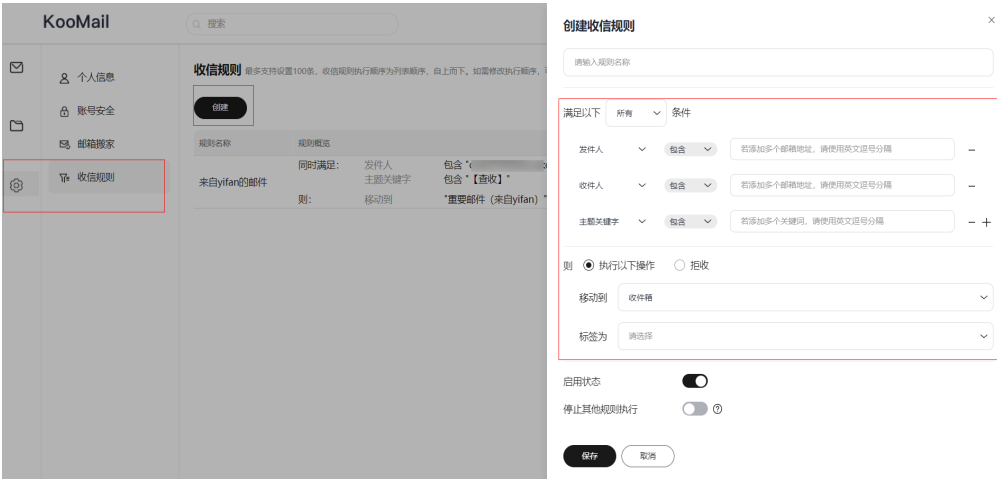 KooMail
搜索
个人信息
账号安全
邮箱搬家
收信规则
收信规则 最多支持设置100条，收信规则执行顺序为列表顺序，自上而下。如需修改执行顺序，
创建
规则名称 规则概览
来自yifan的邮件
同时满足： 发件人 包含 "
主题关键字 包含 "【查收】"
则： 移动到 "重要邮件（来自yifan）"
创建收信规则
请输入规则名称
满足以下 所有 条件
发件人 包含 若添加多个邮箱地址，请使用英文逗号分隔
收件人 包含 若添加多个邮箱地址，请使用英文逗号分隔
主题关键字 包含 若添加多个关键词，请使用英文逗号分隔
则 执行以下操作 拒收
移动到 收件箱
标签为 请选择
启用状态
停止其他规则执行
保存 取消